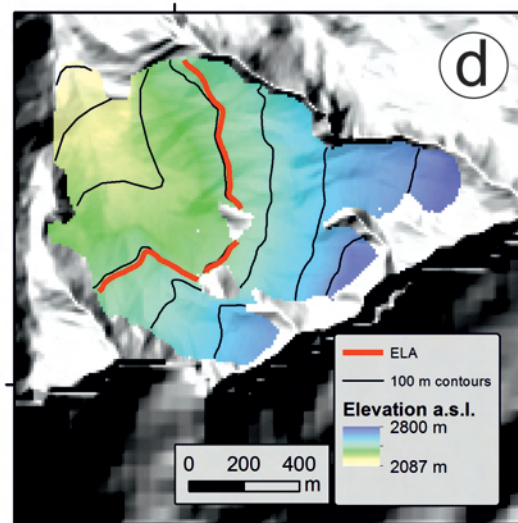 d
ELA
100 m contours
Elevation a.s.l.
2800 m
2087 m
0 200 400
m